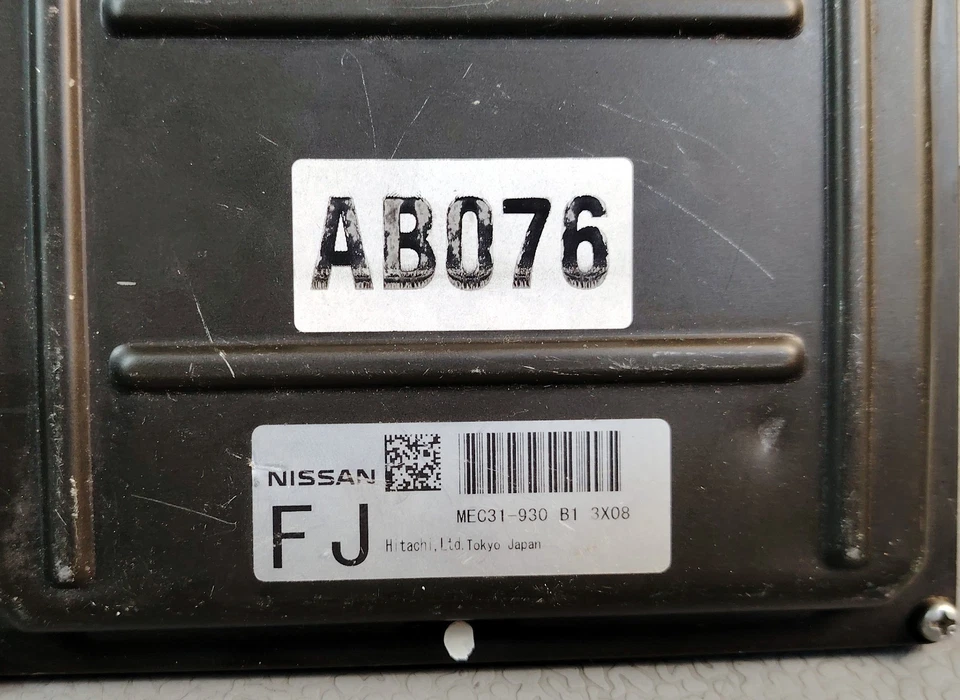 AB076
NISSAN
FJ
MEC31-930 B1 3X08
Hitachi,Ltd.Tokyo Japan